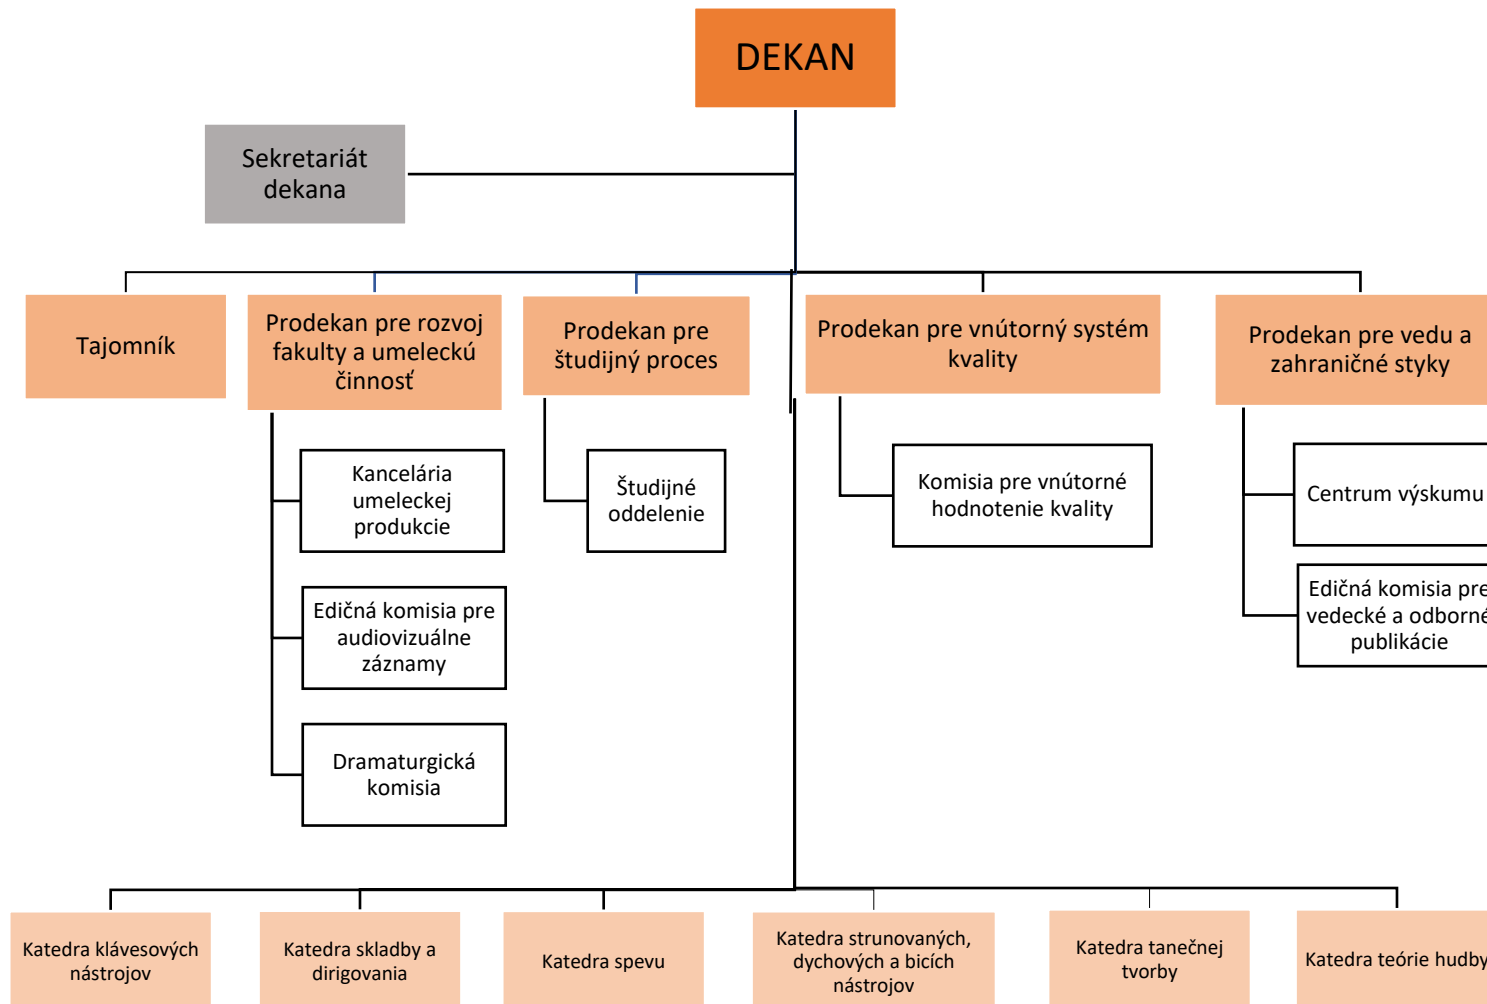 DEKAN
Sekretariát
dekana
Tajomník
Prodekan pre rozvoj
fakulty a umeleckú
činnosť
Prodekan pre
študijný proces
Prodekan pre vnútorný systém
kvality
Prodekan pre vedu a
zahraničné styky
Kancelária
umeleckej
produkcie
Študijné
oddelenie
Komisia pre vnútorné
hodnotenie kvality
Centrum výskumu
Edičná komisia pre
audiovizuálne
záznamy
Edičná komisia pre
vedecké a odborné
publikácie
Dramaturgická
komisia
Katedra klávesových
nástrojov
Katedra skladby a
dirigovania
Katedra spevu
Katedra strunovaných,
dychových a bicích
nástrojov
Katedra tanečnej
tvorby
Katedra teórie hudby